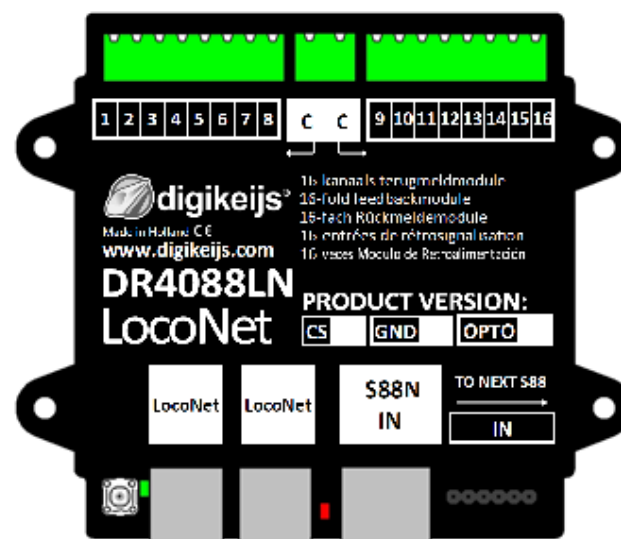 1 2 3 4 5 6 7 8 C C 9 10 11 12 13 14 15 16
digikeijs®
Made in Holland CE
www.digikeijs.com
DR4088LN
LocoNet
16 kanaals terugmeldmodule
16-fold feedbackmodule
16-fach Rückmeldemodule
16 entrées de rétrosignalisation
16 veces Modulo de Retroalimentación
PRODUCT VERSION:
CS GND OPTO
LocoNet
LocoNet
S88N
IN
TO NEXT S88
IN